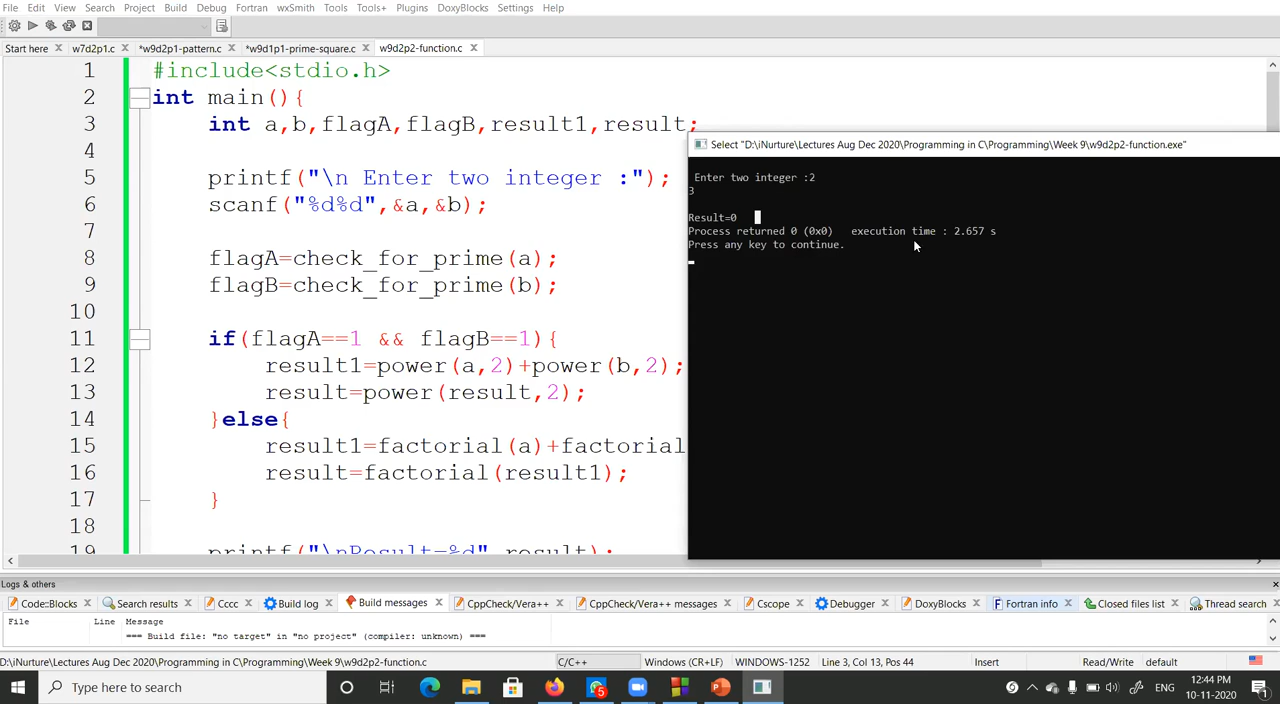 File Edit View Search Project Build Debug Fortran wxSmith Tools Tools+ Plugins DoxyBlocks Settings Help
Start here w7d2p1.c *w9d2p1-pattern.c *w9d1p1-prime-square.c w9d2p2-function.c
1 #include<stdio.h>
2 int main(){
3 int a,b,flagA,flagB,result1,result;
4
5 printf("\n Enter two integer :");
6 scanf("%d%d",&a,&b);
7
8 flagA=check_for_prime(a);
9 flagB=check_for_prime(b);
10
11 if(flagA==1 && flagB==1){
12 result1=power(a,2)+power(b,2);
13 result=power(result,2);
14 }else{
15 result1=factorial(a)+factorial
16 result=factorial(result1);
17 }
18
19 printf("\nResult=%d",result);
Select "D:\iNurture\Lectures Aug Dec 2020\Programming in C\Programming\Week 9\w9d2p2-function.exe"
Enter two integer :2
3
Result=0
Process returned 0 (0x0) execution time : 2.657 s
Press any key to continue.
Logs & others
Code::Blocks Search results Cccc Build log Build messages CppCheck/Vera++ CppCheck/Vera++ messages Cscope Debugger DoxyBlocks Fortran info Closed files list Thread search
File Line Message
=== Build file: "no target" in "no project" (compiler: unknown) ===
D:\iNurture\Lectures Aug Dec 2020\Programming in C\Programming\Week 9\w9d2p2-function.c C/C++ Windows (CR+LF) WINDOWS-1252 Line 3, Col 13, Pos 44 Insert Read/Write default
Type here to search 5 ENG 12:44 PM
10-11-2020 1